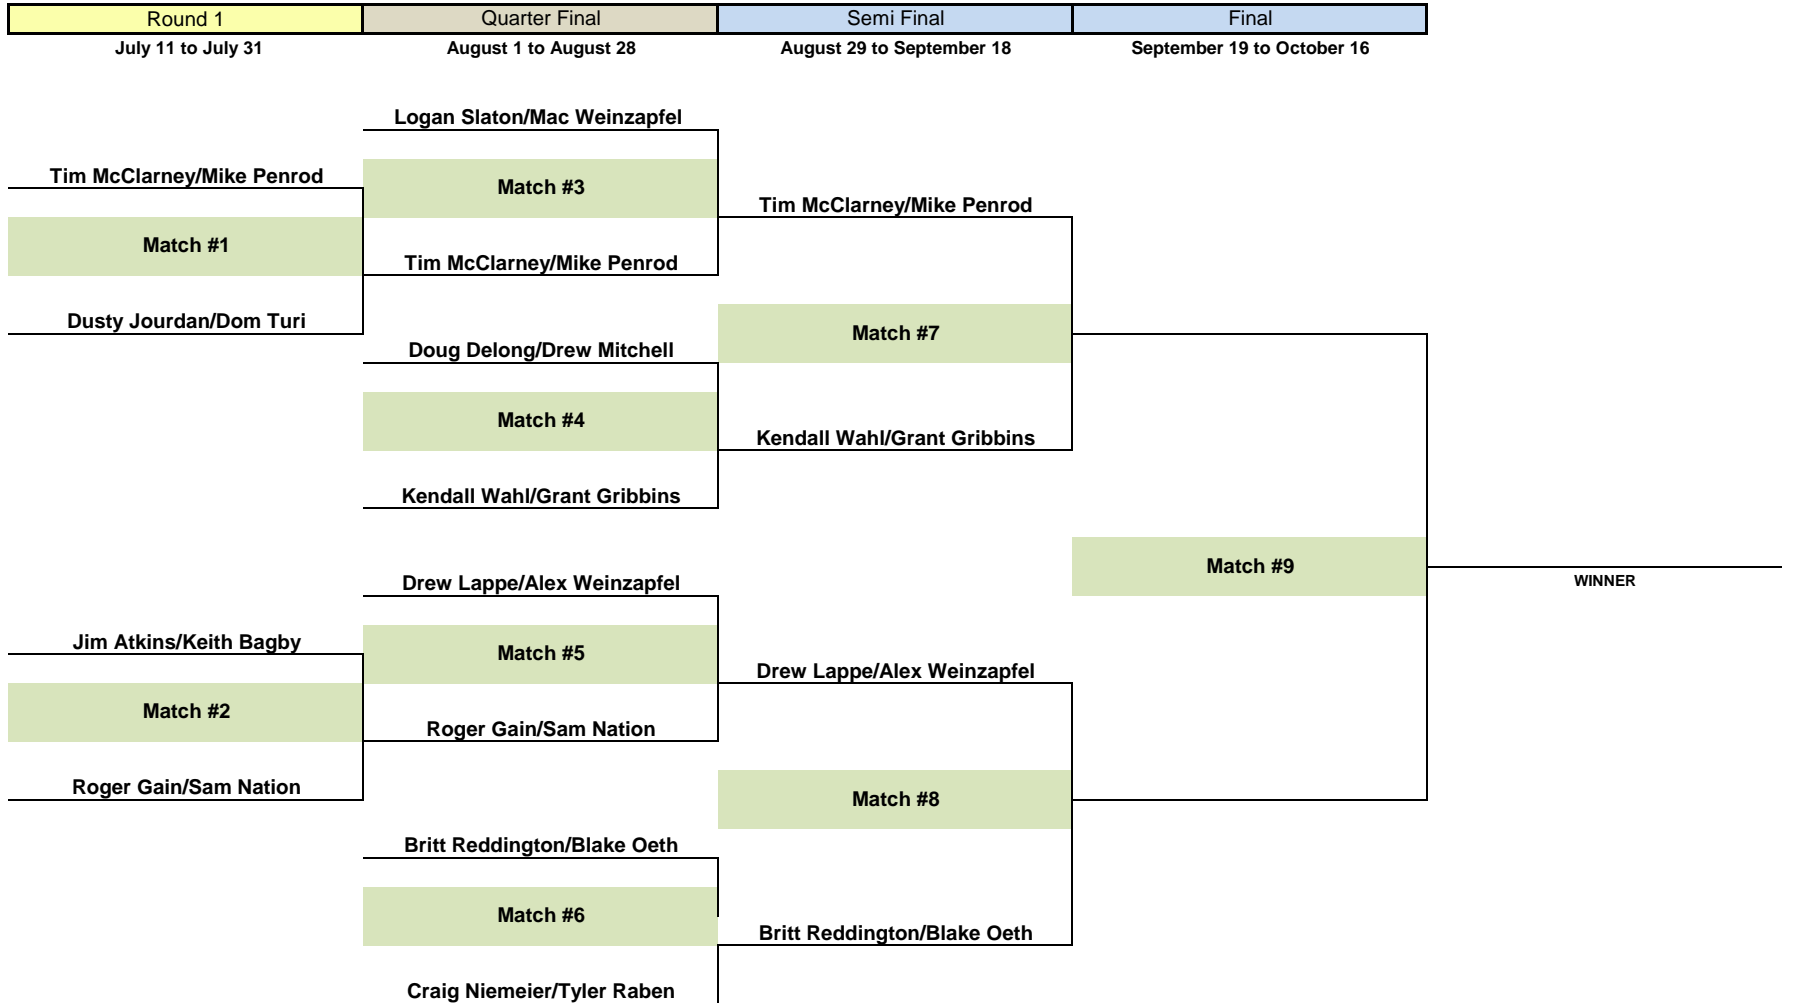 Round 1
Quarter Final
Semi Final
Final
July 11 to July 31
August 1 to August 28
August 29 to September 18
September 19 to October 16
Logan Slaton/Mac Weinzapfel
Tim McClarney/Mike Penrod
Match #3
Tim McClarney/Mike Penrod
Match #1
Tim McClarney/Mike Penrod
Dusty Jourdan/Dom Turi
Match #7
Doug Delong/Drew Mitchell
Match #4
Kendall Wahl/Grant Gribbins
Kendall Wahl/Grant Gribbins
Match #9
Drew Lappe/Alex Weinzapfel
WINNER
Jim Atkins/Keith Bagby
Match #5
Drew Lappe/Alex Weinzapfel
Match #2
Roger Gain/Sam Nation
Roger Gain/Sam Nation
Match #8
Britt Reddington/Blake Oeth
Match #6
Britt Reddington/Blake Oeth
Craig Niemeier/Tyler Raben